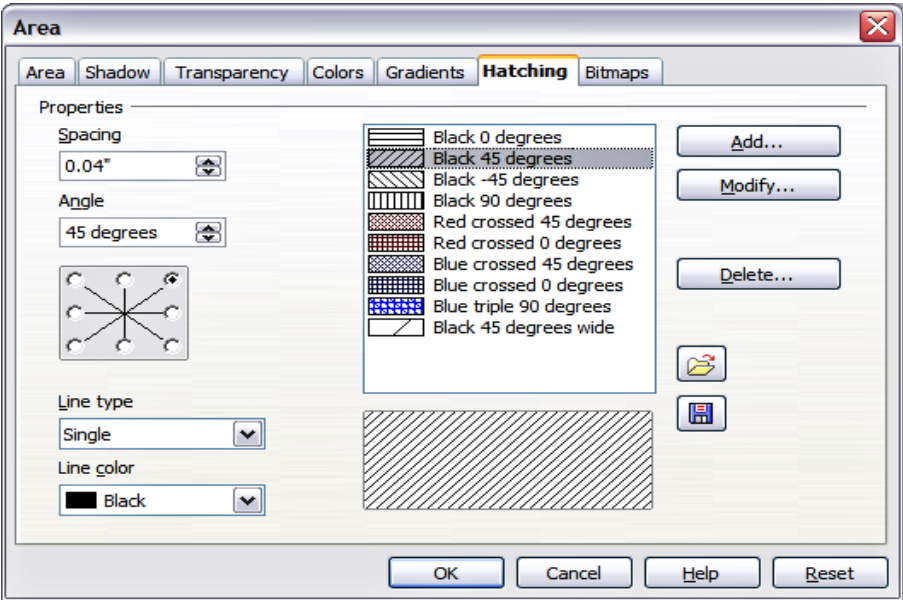 Area
Area Shadow Transparency Colors Gradients Hatching Bitmaps
Properties
Spacing
0.04"
Angle
45 degrees
Line type
Single
Line color
Black
Black 0 degrees
Black 45 degrees
Black -45 degrees
Black 90 degrees
Red crossed 45 degrees
Red crossed 0 degrees
Blue crossed 45 degrees
Blue crossed 0 degrees
Blue triple 90 degrees
Black 45 degrees wide
Add...
Modify...
Delete...
OK Cancel Help Reset